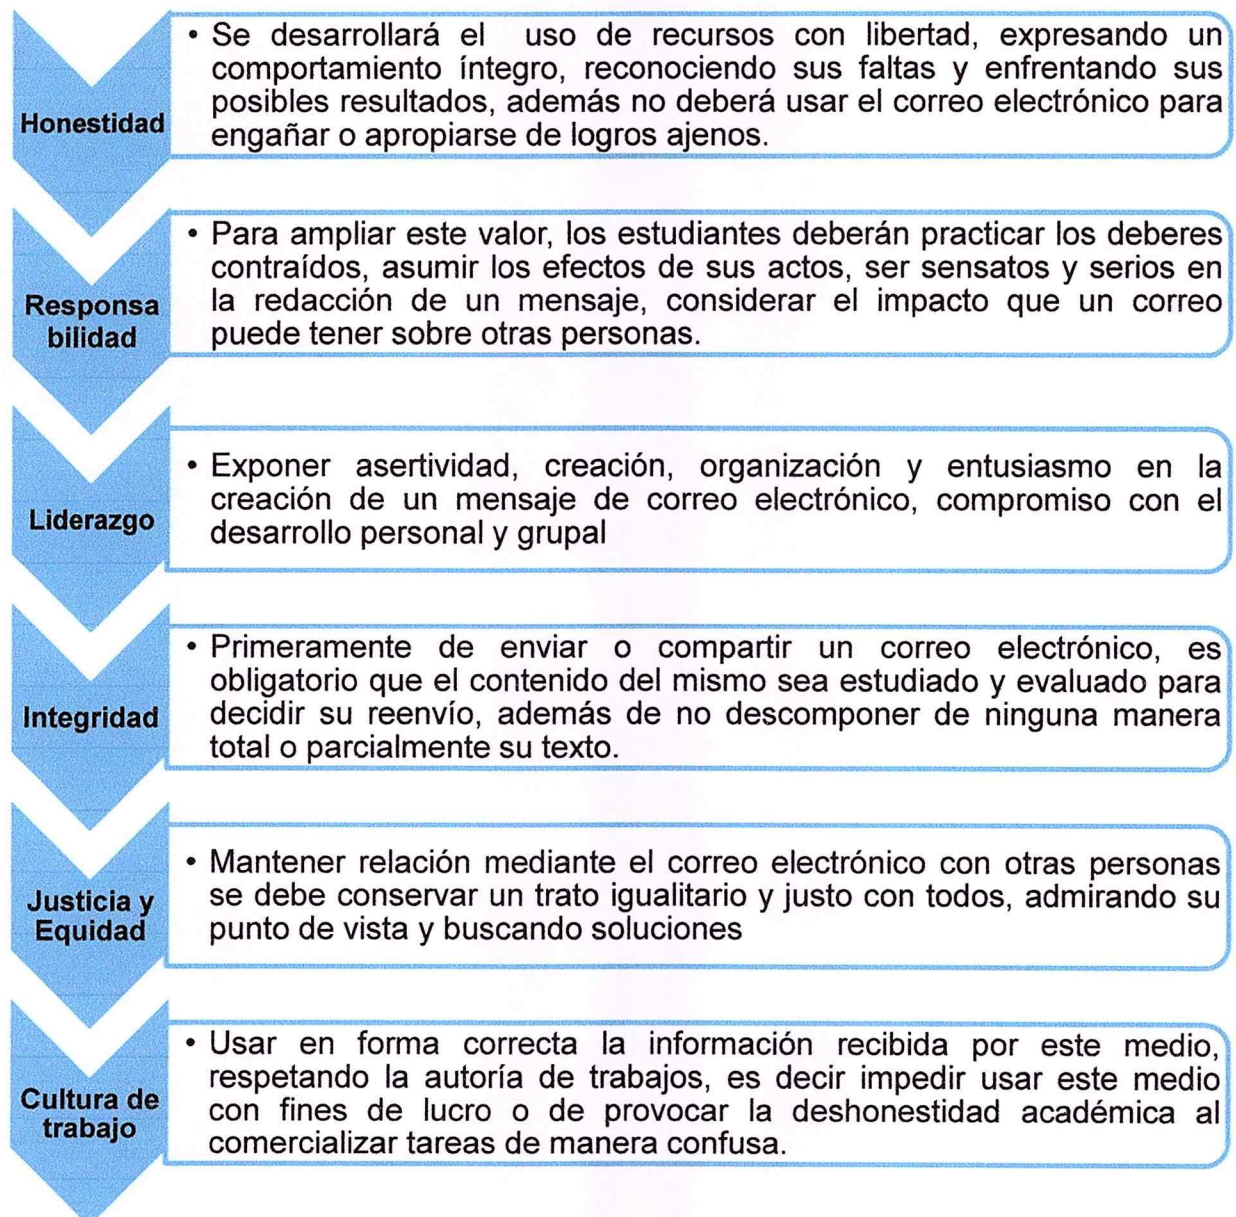 Honestidad
• Se desarrollará el uso de recursos con libertad, expresando un
comportamiento íntegro, reconociendo sus faltas y enfrentando sus
posibles resultados, además no deberá usar el correo electrónico para
engañar o apropiarse de logros ajenos.
Responsa
bilidad
• Para ampliar este valor, los estudiantes deberán practicar los deberes
contraídos, asumir los efectos de sus actos, ser sensatos y serios en
la redacción de un mensaje, considerar el impacto que un correo
puede tener sobre otras personas.
Liderazgo
• Exponer asertividad, creación, organización y entusiasmo en la
creación de un mensaje de correo electrónico, compromiso con el
desarrollo personal y grupal
Integridad
• Primeramente de enviar o compartir un correo electrónico, es
obligatorio que el contenido del mismo sea estudiado y evaluado para
decidir su reenvío, además de no descomponer de ninguna manera
total o parcialmente su texto.
Justicia y
Equidad
• Mantener relación mediante el correo electrónico con otras personas
se debe conservar un trato igualitario y justo con todos, admirando su
punto de vista y buscando soluciones
Cultura de
trabajo
• Usar en forma correcta la información recibida por este medio,
respetando la autoría de trabajos, es decir impedir usar este medio
con fines de lucro o de provocar la deshonestidad académica al
comercializar tareas de manera confusa.